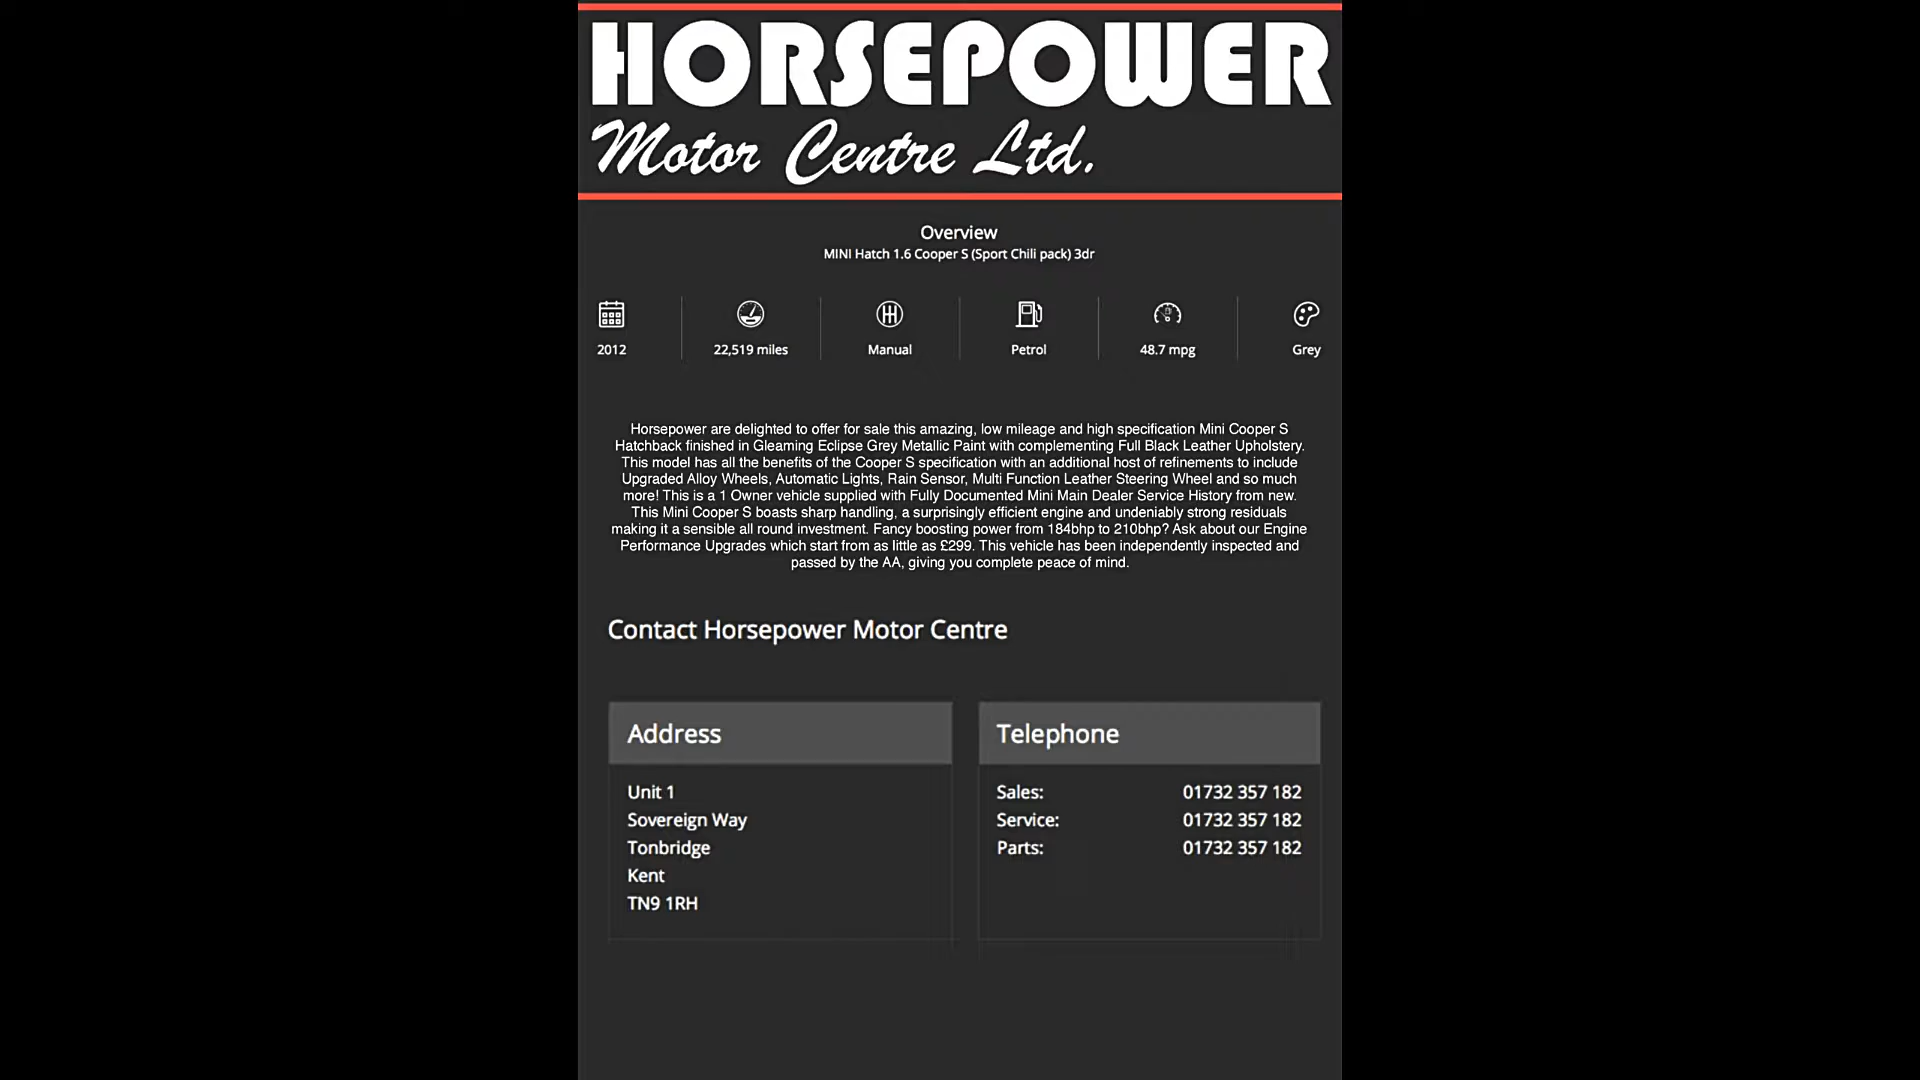 HORSEPOWER
Motor Centre Ltd.
Overview
MINI Hatch 1.6 Cooper S (Sport Chili pack) 3dr
2012
22,519 miles
Manual
Petrol
48.7 mpg
Grey
Horsepower are delighted to offer for sale this amazing, low mileage and high specification Mini Cooper S
Hatchback finished in Gleaming Eclipse Grey Metallic Paint with complementing Full Black Leather Upholstery.
This model has all the benefits of the Cooper S specification with an additional host of refinements to include
Upgraded Alloy Wheels, Automatic Lights, Rain Sensor, Multi Function Leather Steering Wheel and so much
more! This is a 1 Owner vehicle supplied with Fully Documented Mini Main Dealer Service History from new.
This Mini Cooper S boasts sharp handling, a surprisingly efficient engine and undeniably strong residuals
making it a sensible all round investment. Fancy boosting power from 184bhp to 210bhp? Ask about our Engine
Performance Upgrades which start from as little as £299. This vehicle has been independently inspected and
passed by the AA, giving you complete peace of mind.
Contact Horsepower Motor Centre
Address
Unit 1
Sovereign Way
Tonbridge
Kent
TN9 1RH
Telephone
Sales: 01732 357 182
Service: 01732 357 182
Parts: 01732 357 182